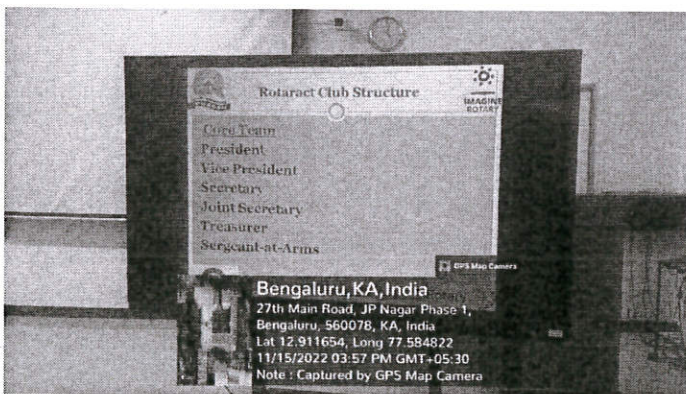 Rotaract Club Structure
IMAGINE
ROTARY
Core Team
President
Vice President
Secretary
Joint Secretary
Treasurer
Sergeant-at-Arms
GPS Map Camera
Bengaluru, KA, India
27th Main Road, JP Nagar Phase 1,
Bengaluru, 560078, KA, India
Lat 12.911654, Long 77.584822
11/15/2022 03:57 PM GMT+05:30
Note : Captured by GPS Map Camera